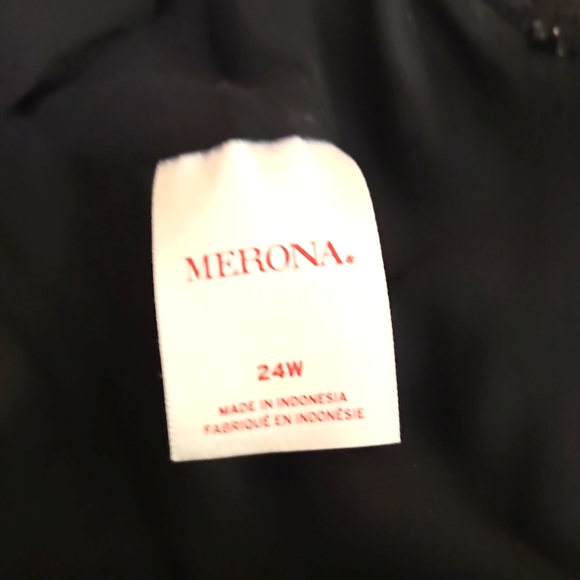 MERONA®
24W
MADE IN INDONESIA
FABRIQUÉ EN INDONÉSIE